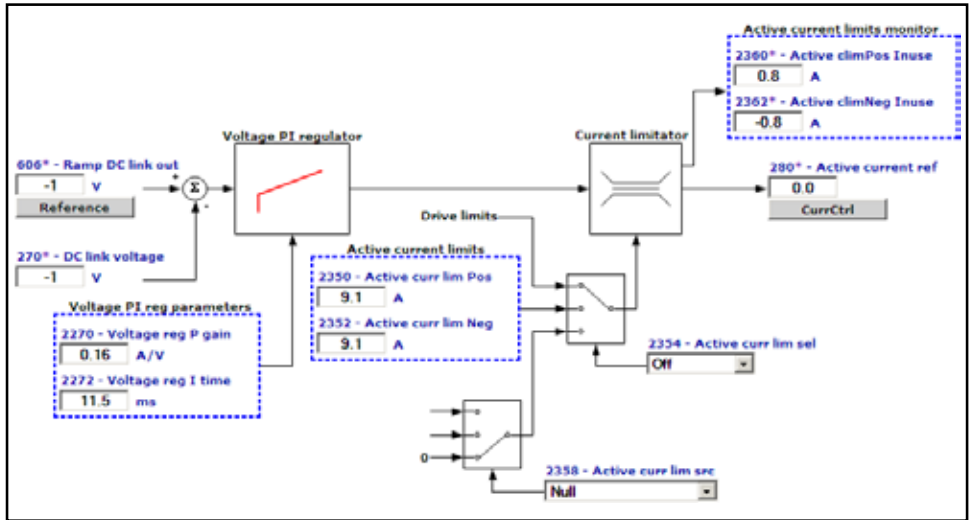 Active current limits monitor
2360* - Active climPos Inuse
0.8 A
2362* - Active climNeg Inuse
-0.8 A
Voltage PI regulator
Current limitator
606* - Ramp DC link out
-1 V
Reference
+
Σ
-
280* - Active current ref
0.0
CurrCtrl
Drive limits
270* - DC link voltage
-1 V
Active current limits
2350 - Active curr lim Pos
9.1 A
2352 - Active curr lim Neg
9.1 A
Voltage PI reg parameters
2270 - Voltage reg P gain
0.16 A/V
2272 - Voltage reg I time
11.5 ms
2354 - Active curr lim sel
Off
0
2358 - Active curr lim src
Null